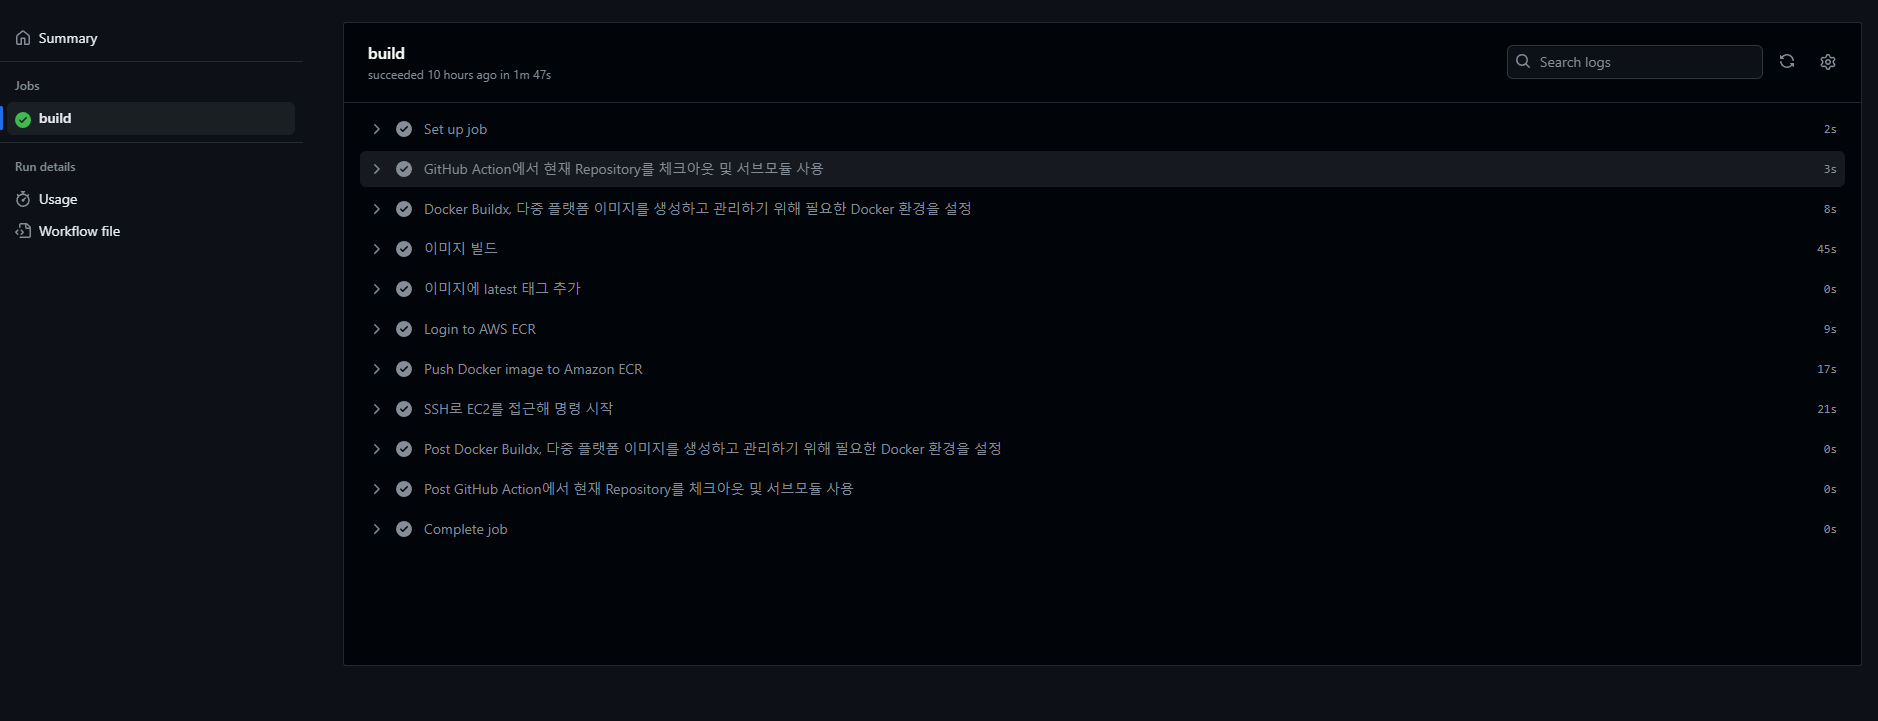 Summary
Jobs
build
Run details
Usage
Workflow file
build
succeeded 10 hours ago in 1m 47s
Search logs
Set up job 2s
GitHub Action에서 현재 Repository를 체크아웃 및 서브모듈 사용 3s
Docker Buildx, 다중 플랫폼 이미지를 생성하고 관리하기 위해 필요한 Docker 환경을 설정 8s
이미지 빌드 45s
이미지에 latest 태그 추가 0s
Login to AWS ECR 9s
Push Docker image to Amazon ECR 17s
SSH로 EC2를 접근해 명령 시작 21s
Post Docker Buildx, 다중 플랫폼 이미지를 생성하고 관리하기 위해 필요한 Docker 환경을 설정 0s
Post GitHub Action에서 현재 Repository를 체크아웃 및 서브모듈 사용 0s
Complete job 0s